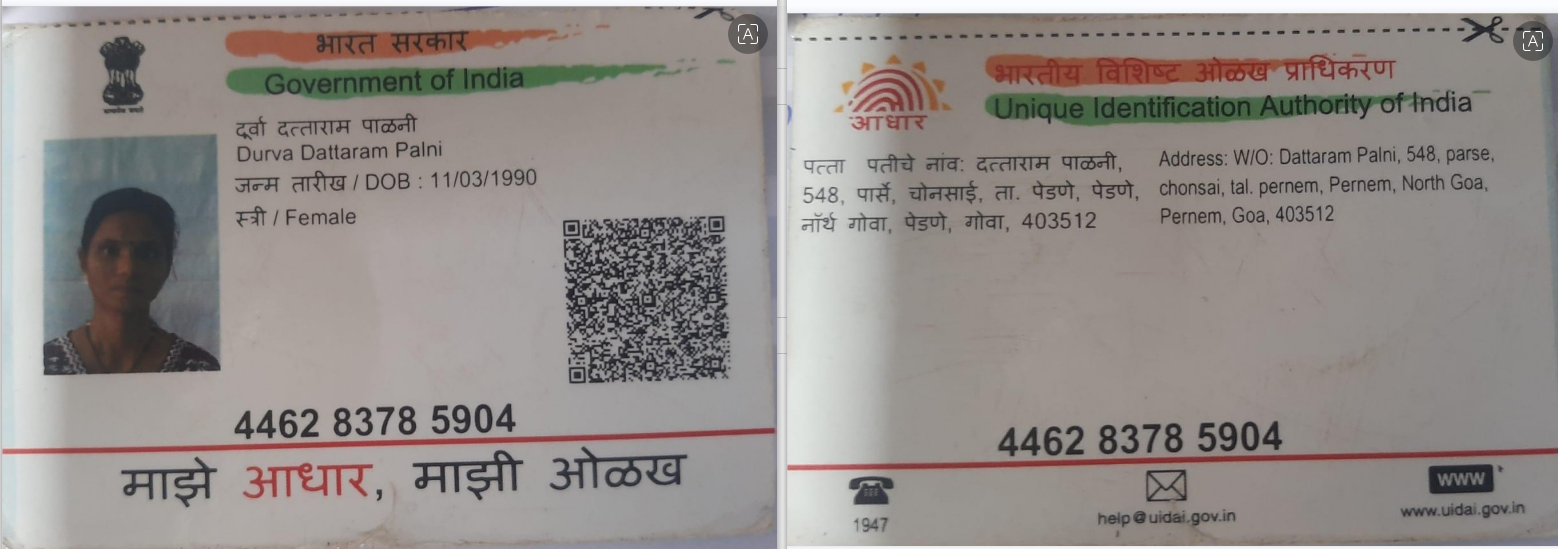 भारत सरकार
Government of India
दूर्वा दत्ताराम पाळनी
Durva Dattaram Palni
जन्म तारीख / DOB : 11/03/1990
स्त्री / Female
4462 8378 5904
माझे आधार, माझी ओळख
भारतीय विशिष्ट ओळख प्राधिकरण
Unique Identification Authority of India
आधार
पत्ता पतीचे नांव: दत्ताराम पाळनी,
548, पार्से, चोनसाई, ता. पेडणे, पेडणे,
नॉर्थ गोवा, पेडणे, गोवा, 403512
Address: W/O: Dattaram Palni, 548, parse,
chonsai, tal. pernem, Pernem, North Goa,
Pernem, Goa, 403512
4462 8378 5904
1947
help@uidai.gov.in
www
www.uidai.gov.in